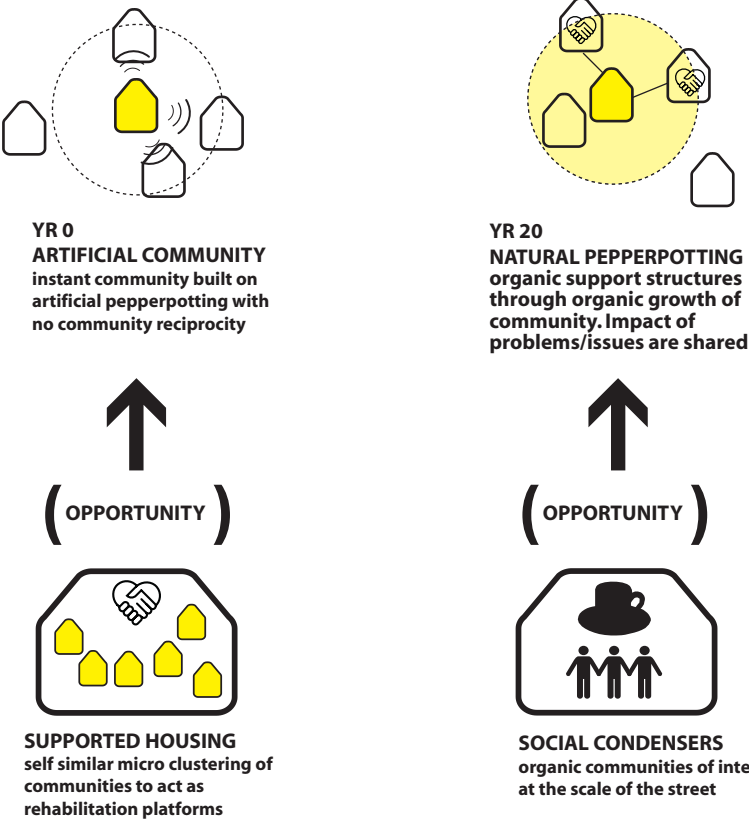 YR 0
ARTIFICIAL COMMUNITY
instant community built on
artificial pepperpotting with
no community reciprocity
YR 20
NATURAL PEPPERPOTTING
organic support structures
through organic growth of
community. Impact of
problems/issues are shared
(OPPORTUNITY)
(OPPORTUNITY)
SUPPORTED HOUSING
self similar micro clustering of
communities to act as
rehabilitation platforms
SOCIAL CONDENSERS
organic communities of
at the scale of the street